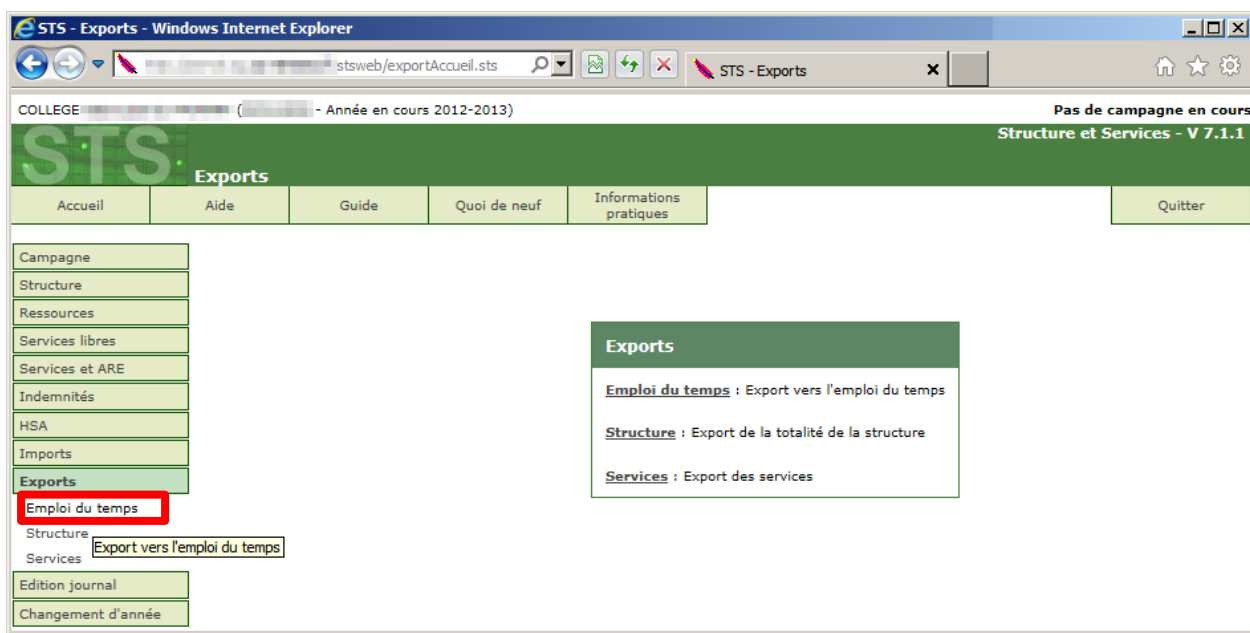 STS - Exports - Windows Internet Explorer
stsweb/exportAccueil.sts
STS - Exports
COLLEGE ( - Année en cours 2012-2013)
Pas de campagne en cours
Structure et Services - V 7.1.1
STS
Exports
Accueil
Aide
Guide
Quoi de neuf
Informations
pratiques
Quitter
Campagne
Structure
Ressources
Services libres
Services et ARE
Indemnités
HSA
Imports
Exports
Emploi du temps
Structure
Export vers l'emploi du temps
Services
Edition journal
Changement d'année
Exports
Emploi du temps : Export vers l'emploi du temps
Structure : Export de la totalité de la structure
Services : Export des services